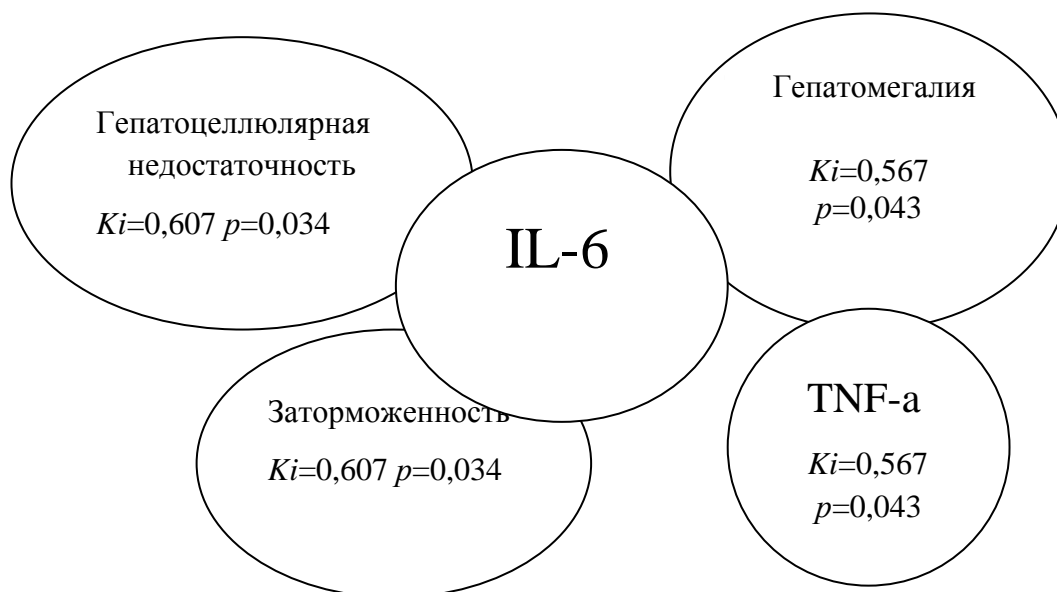 Гепатоцеллюлярная
недостаточность
Ki=0,607 p=0,034
Гепатомегалия
Ki=0,567
p=0,043
IL-6
Заторможенность
Ki=0,607 p=0,034
TNF-a
Ki=0,567
p=0,043